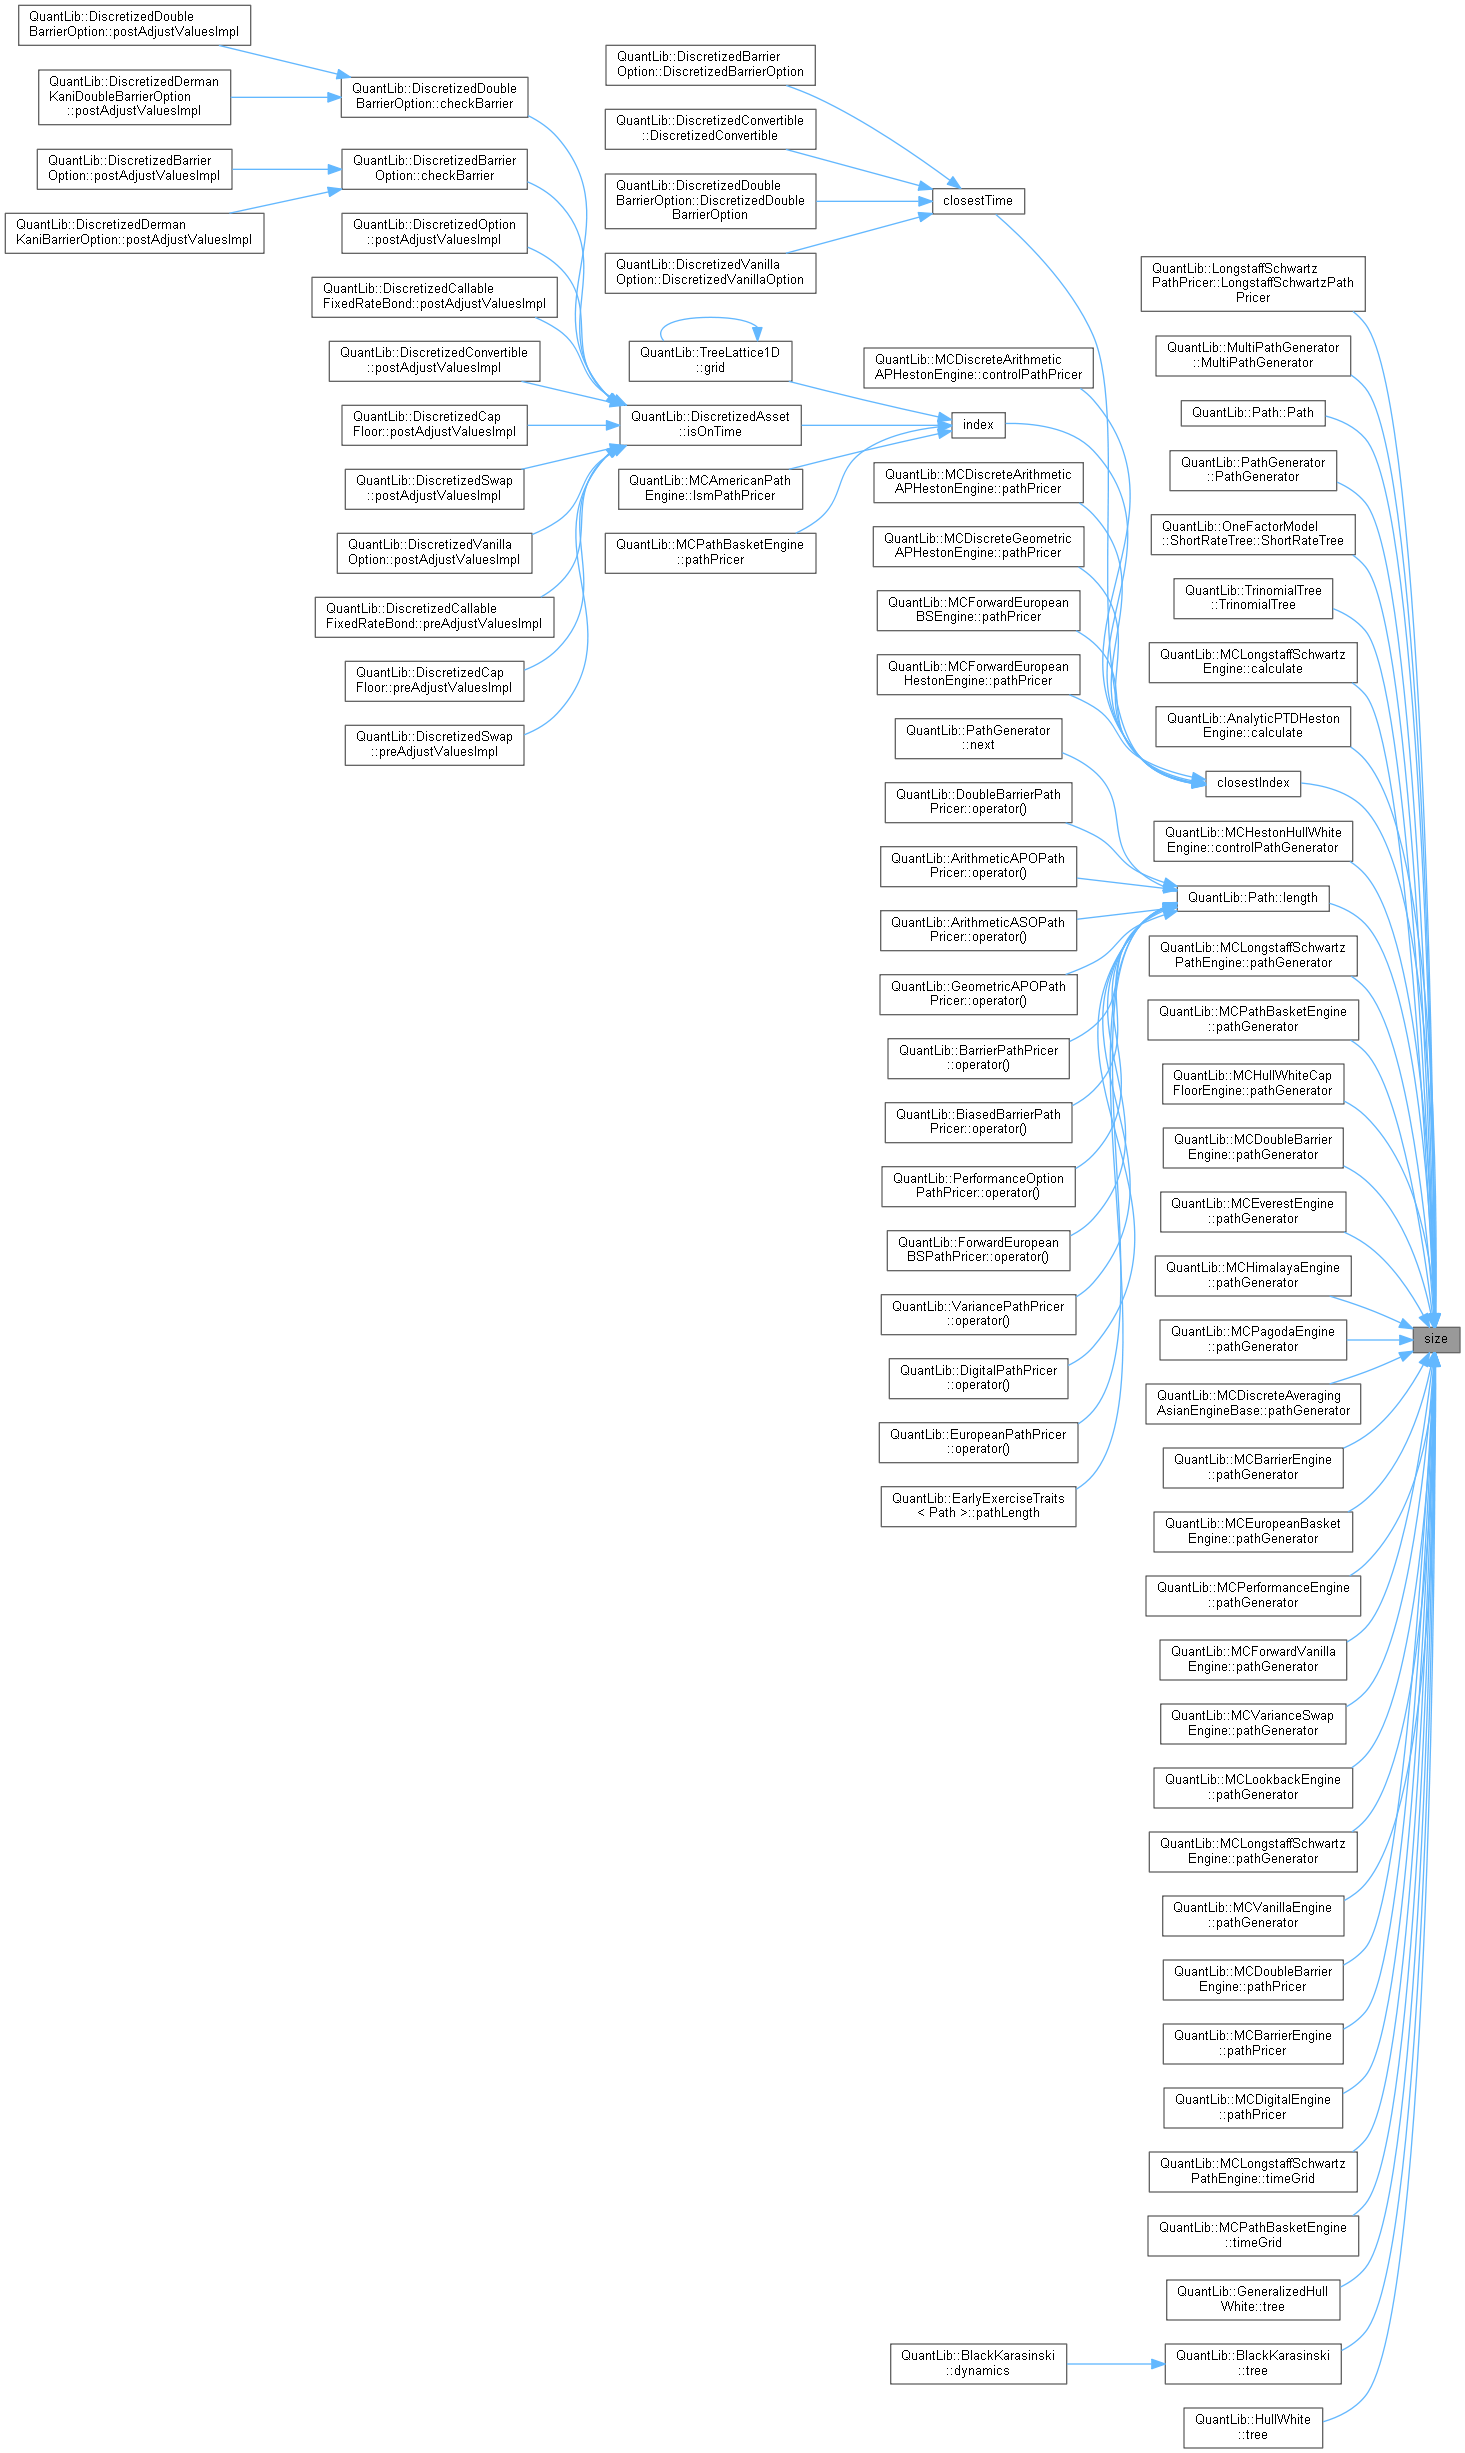 QuantLib::DiscretizedDouble
BarrierOption::postAdjustValuesImpl
QuantLib::DiscretizedDerman
KaniDoubleBarrierOption
::postAdjustValuesImpl
QuantLib::DiscretizedBarrier
Option::postAdjustValuesImpl
QuantLib::DiscretizedDerman
KaniBarrierOption::postAdjustValuesImpl
QuantLib::DiscretizedDouble
BarrierOption::checkBarrier
QuantLib::DiscretizedBarrier
Option::checkBarrier
QuantLib::DiscretizedOption
::postAdjustValuesImpl
QuantLib::DiscretizedCallable
FixedRateBond::postAdjustValuesImpl
QuantLib::DiscretizedConvertible
::postAdjustValuesImpl
QuantLib::DiscretizedCap
Floor::postAdjustValuesImpl
QuantLib::DiscretizedSwap
::postAdjustValuesImpl
QuantLib::DiscretizedVanilla
Option::postAdjustValuesImpl
QuantLib::DiscretizedCallable
FixedRateBond::preAdjustValuesImpl
QuantLib::DiscretizedCap
Floor::preAdjustValuesImpl
QuantLib::DiscretizedSwap
::preAdjustValuesImpl
QuantLib::DiscretizedBarrier
Option::DiscretizedBarrierOption
QuantLib::DiscretizedConvertible
::DiscretizedConvertible
QuantLib::DiscretizedDouble
BarrierOption::DiscretizedDouble
BarrierOption
QuantLib::DiscretizedVanilla
Option::DiscretizedVanillaOption
QuantLib::TreeLattice1D
::grid
QuantLib::DiscretizedAsset
::isOnTime
QuantLib::MCAmericanPath
Engine::lsmPathPricer
QuantLib::MCPathBasketEngine
::pathPricer
closestTime
QuantLib::MCDiscreteArithmetic
APHestonEngine::controlPathPricer
index
QuantLib::MCDiscreteArithmetic
APHestonEngine::pathPricer
QuantLib::MCDiscreteGeometric
APHestonEngine::pathPricer
QuantLib::MCForwardEuropean
BSEngine::pathPricer
QuantLib::MCForwardEuropean
HestonEngine::pathPricer
QuantLib::PathGenerator
::next
QuantLib::DoubleBarrierPath
Pricer::operator()
QuantLib::ArithmeticAPOPath
Pricer::operator()
QuantLib::ArithmeticASOPath
Pricer::operator()
QuantLib::GeometricAPOPath
Pricer::operator()
QuantLib::BarrierPathPricer
::operator()
QuantLib::BiasedBarrierPath
Pricer::operator()
QuantLib::PerformanceOption
PathPricer::operator()
QuantLib::ForwardEuropean
BSPathPricer::operator()
QuantLib::VariancePathPricer
::operator()
QuantLib::DigitalPathPricer
::operator()
QuantLib::EuropeanPathPricer
::operator()
QuantLib::EarlyExerciseTraits
< Path >::pathLength
QuantLib::BlackKarasinski
::dynamics
QuantLib::LongstaffSchwartz
PathPricer::LongstaffSchwartzPath
Pricer
QuantLib::MultiPathGenerator
::MultiPathGenerator
QuantLib::Path::Path
QuantLib::PathGenerator
::PathGenerator
QuantLib::OneFactorModel
::ShortRateTree::ShortRateTree
QuantLib::TrinomialTree
::TrinomialTree
QuantLib::MCLongstaffSchwartz
Engine::calculate
QuantLib::AnalyticPTDHeston
Engine::calculate
closestIndex
QuantLib::MCHestonHullWhite
Engine::controlPathGenerator
QuantLib::Path::length
QuantLib::MCLongstaffSchwartz
PathEngine::pathGenerator
QuantLib::MCPathBasketEngine
::pathGenerator
QuantLib::MCHullWhiteCap
FloorEngine::pathGenerator
QuantLib::MCDoubleBarrier
Engine::pathGenerator
QuantLib::MCEverestEngine
::pathGenerator
QuantLib::MCHimalayaEngine
::pathGenerator
QuantLib::MCPagodaEngine
::pathGenerator
QuantLib::MCDiscreteAveraging
AsianEngineBase::pathGenerator
QuantLib::MCBarrierEngine
::pathGenerator
QuantLib::MCEuropeanBasket
Engine::pathGenerator
QuantLib::MCPerformanceEngine
::pathGenerator
QuantLib::MCForwardVanilla
Engine::pathGenerator
QuantLib::MCVarianceSwap
Engine::pathGenerator
QuantLib::MCLookbackEngine
::pathGenerator
QuantLib::MCLongstaffSchwartz
Engine::pathGenerator
QuantLib::MCVanillaEngine
::pathGenerator
QuantLib::MCDoubleBarrier
Engine::pathPricer
QuantLib::MCBarrierEngine
::pathPricer
QuantLib::MCDigitalEngine
::pathPricer
QuantLib::MCLongstaffSchwartz
PathEngine::timeGrid
QuantLib::MCPathBasketEngine
::timeGrid
QuantLib::GeneralizedHull
White::tree
QuantLib::BlackKarasinski
::tree
QuantLib::HullWhite
::tree
size